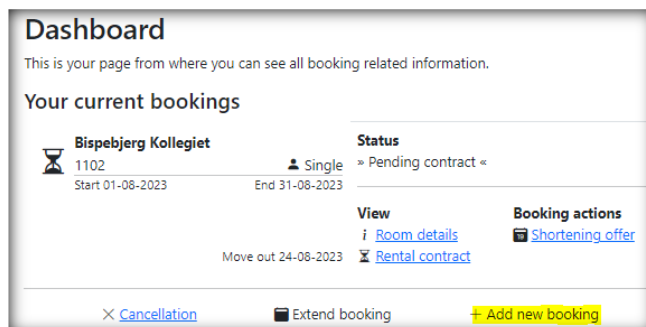 Dashboard
This is your page from where you can see all booking related information.
Your current bookings
Bispebjerg Kollegiet
1102 Single
Start 01-08-2023 End 31-08-2023
Move out 24-08-2023
Status
» Pending contract «
View
i Room details
Rental contract
Booking actions
Shortening offer
× Cancellation Extend booking + Add new booking